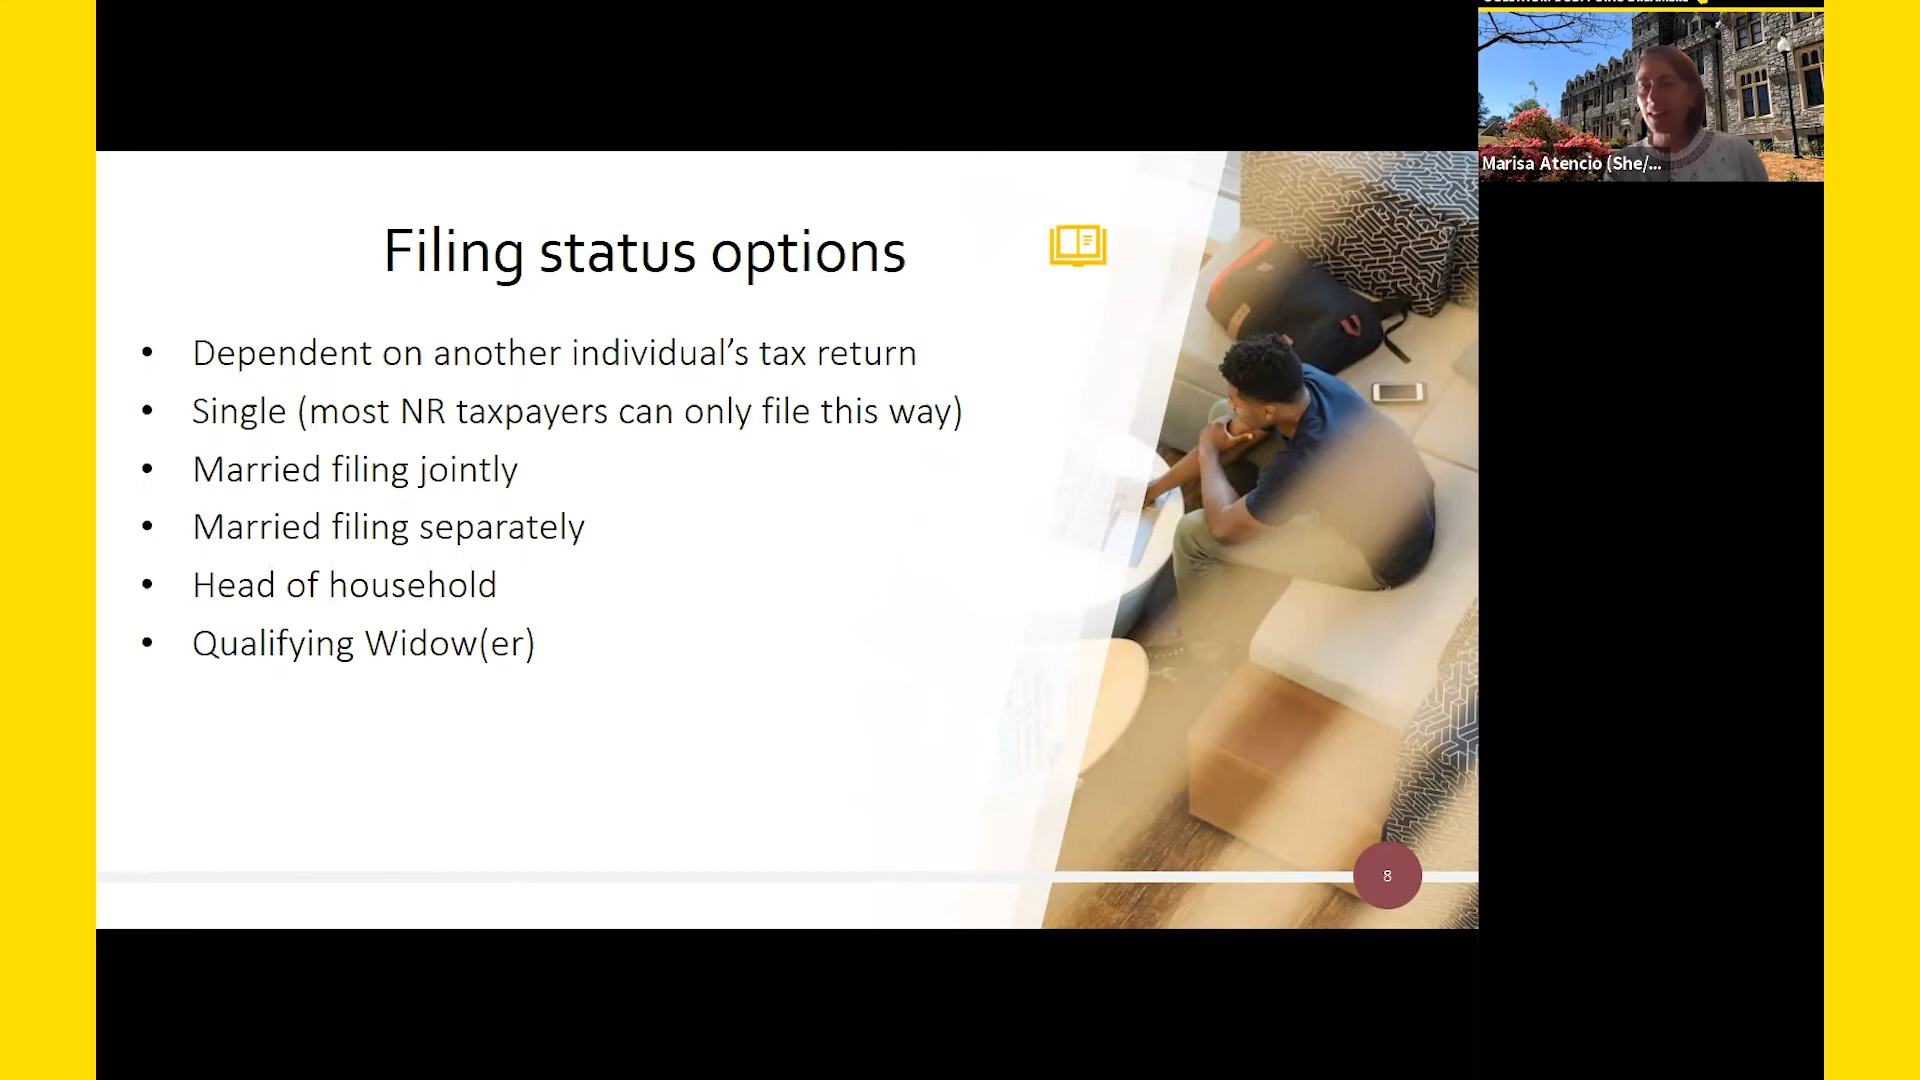 Marisa Atencio (She/...
Filing status options
• Dependent on another individual’s tax return
• Single (most NR taxpayers can only file this way)
• Married filing jointly
• Married filing separately
• Head of household
• Qualifying Widow(er)
8